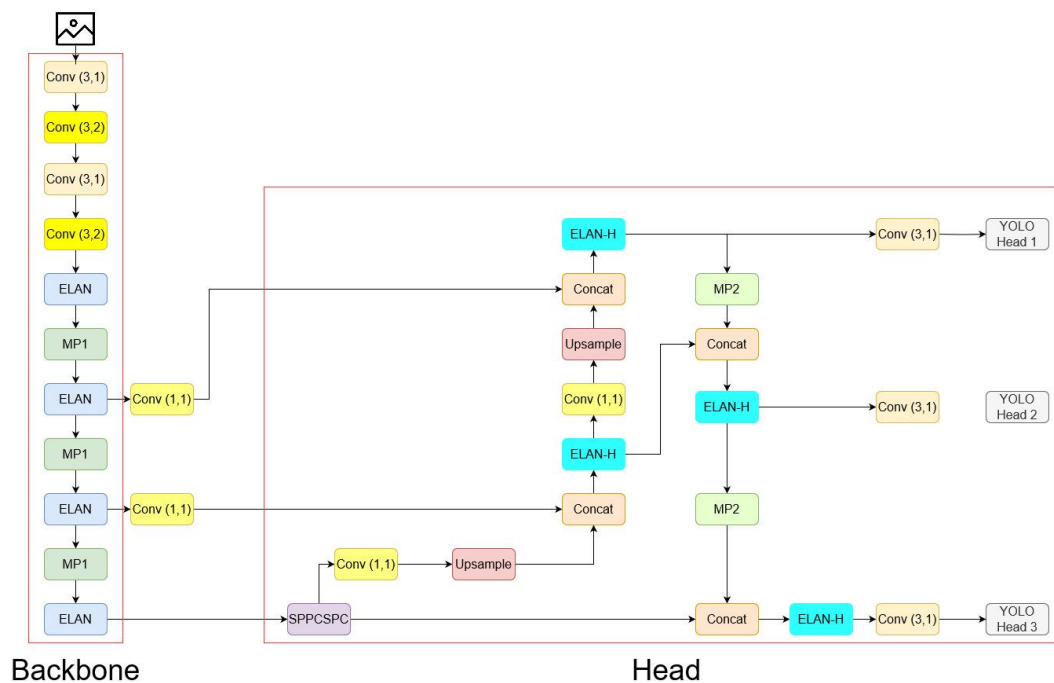 Conv (3,1)
Conv (3,2)
Conv (3,1)
Conv (3,2)
ELAN
MP1
ELAN
Conv (1,1)
MP1
ELAN
Conv (1,1)
MP1
ELAN
Backbone
ELAN-H
Conv (3,1)
YOLO
Head 1
Concat
MP2
Upsample
Concat
Conv (1,1)
ELAN-H
Conv (3,1)
YOLO
Head 2
ELAN-H
Concat
MP2
Conv (1,1)
Upsample
SPPCSPC
Concat
ELAN-H
Conv (3,1)
YOLO
Head 3
Head